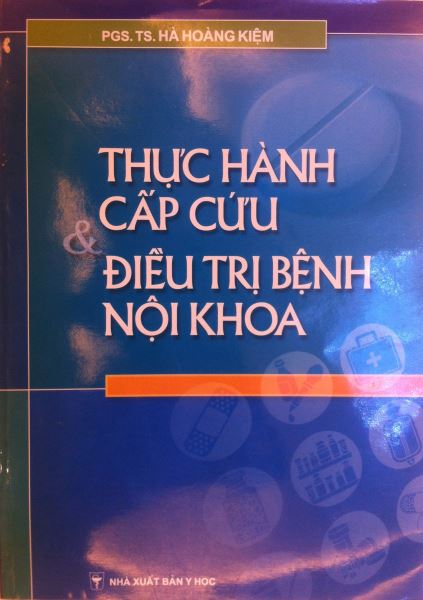 PGS. TS. HÀ HOÀNG KIỆM
THỰC HÀNH
CẤP CỨU
&
ĐIỀU TRỊ BỆNH
NỘI KHOA
NHÀ XUẤT BẢN Y HỌC